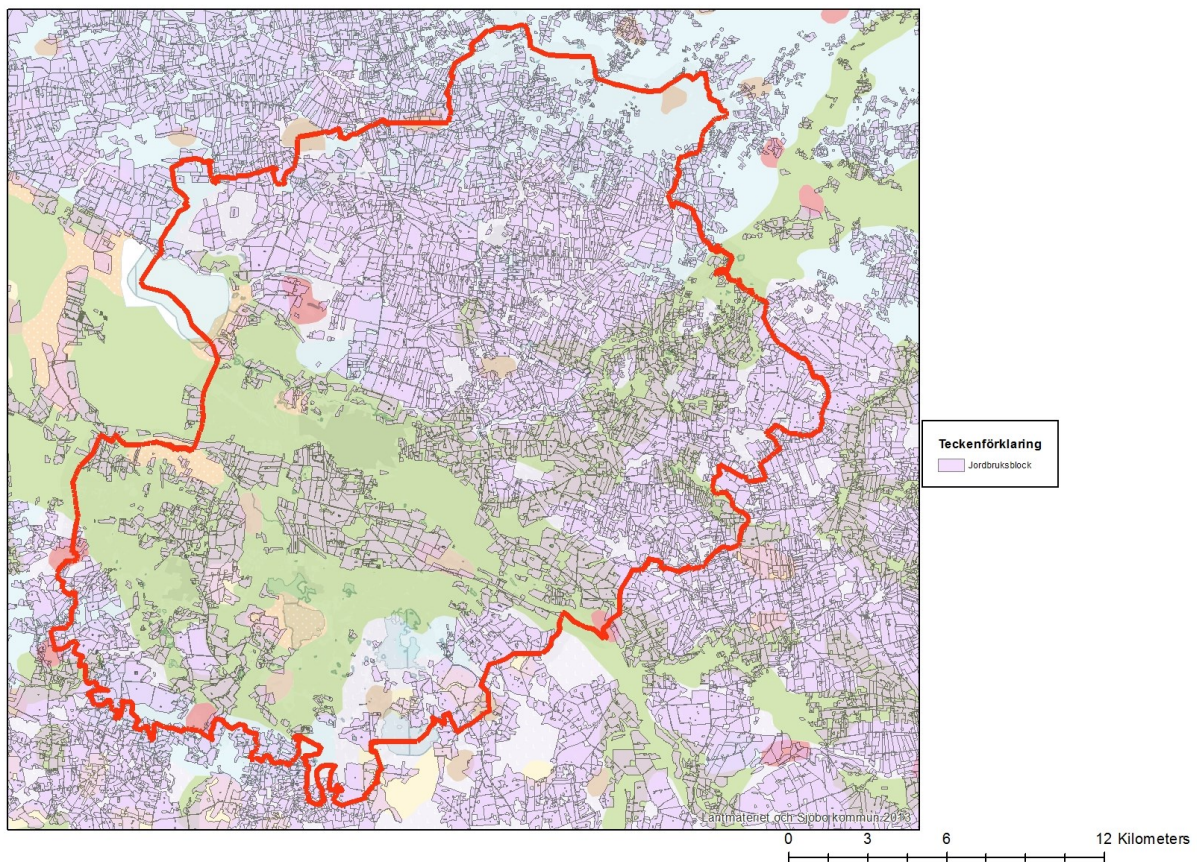 Teckenförklaring
Jordbruksblock
Lantmäteriet och Sjöbo kommun 2013
0 3 6 12 Kilometers